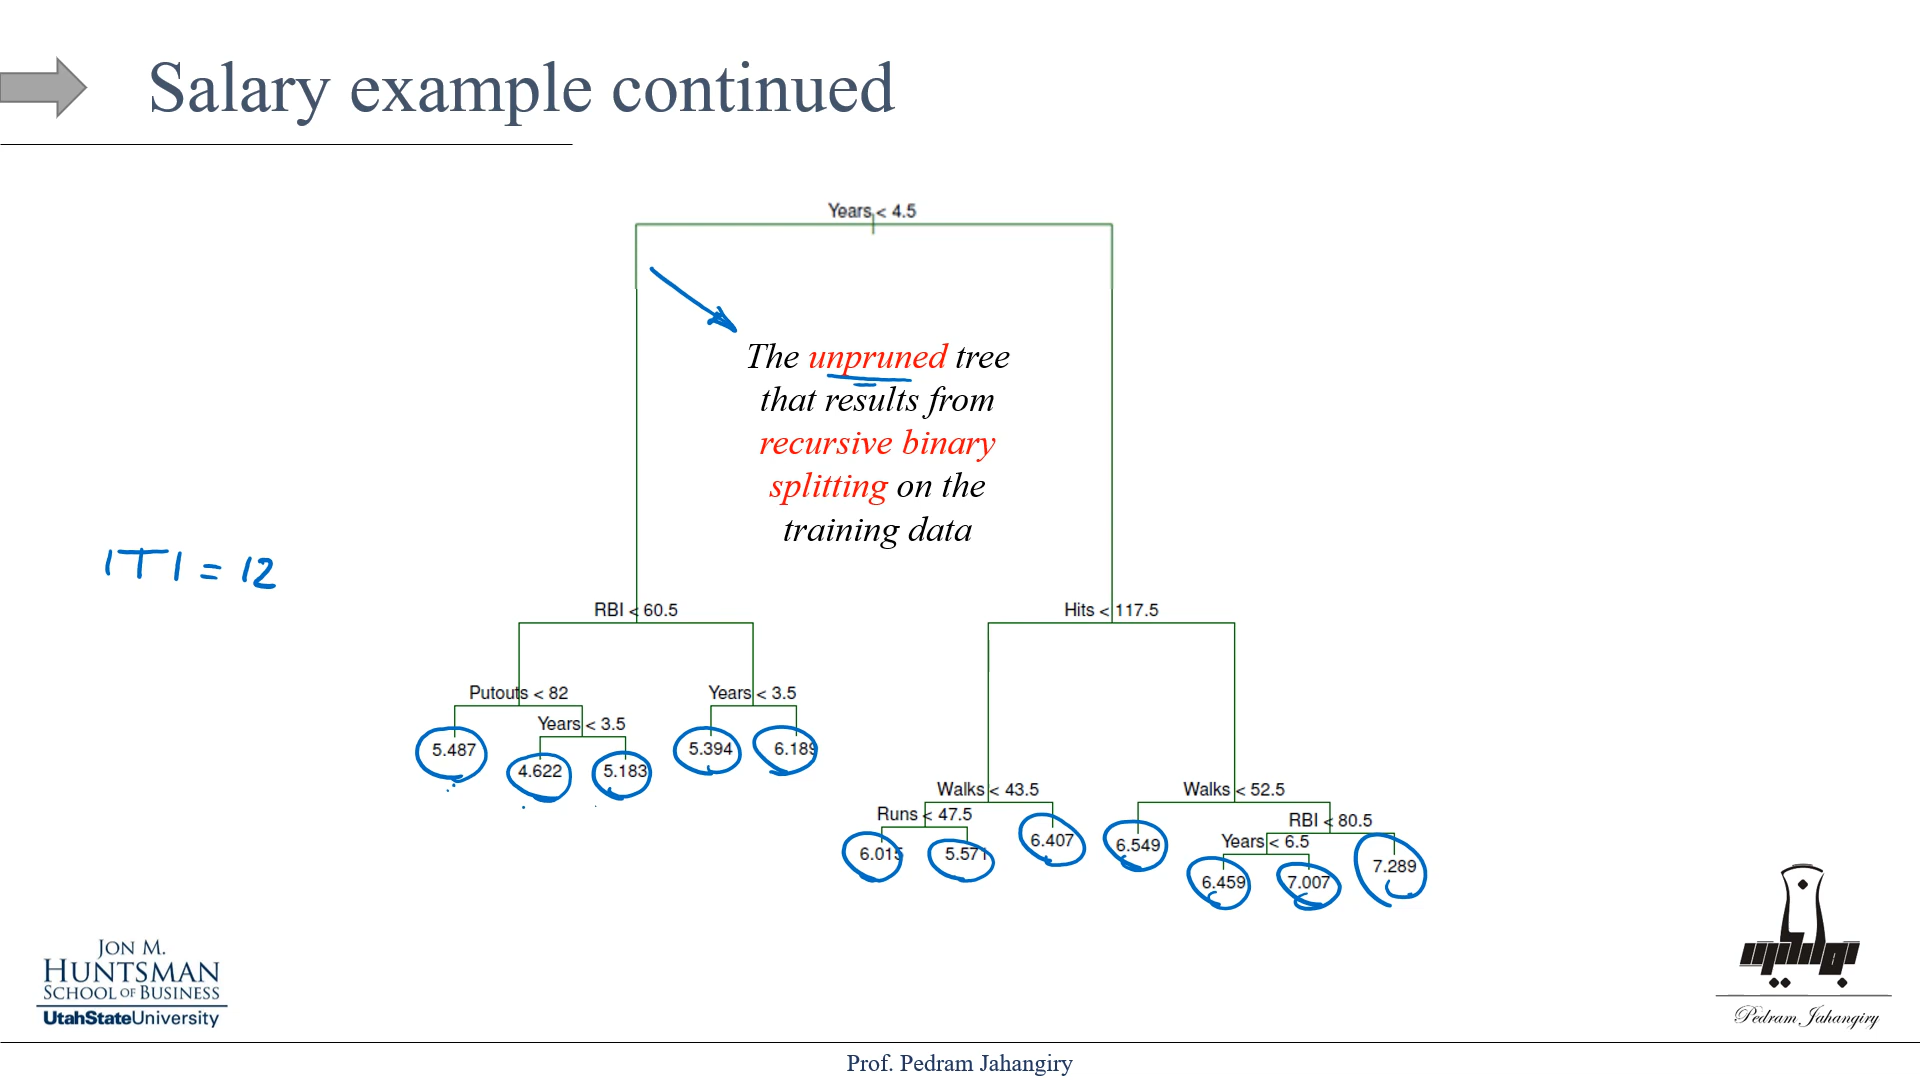 Salary example continued
Years < 4.5
The unpruned tree
that results from
recursive binary
splitting on the
training data
|T| = 12
RBI < 60.5
Hits < 117.5
Putouts < 82
Years < 3.5
Years < 3.5
5.487
4.622
5.183
5.394
6.189
Walks < 43.5
Walks < 52.5
Runs < 47.5
RBI < 80.5
Years < 6.5
6.015
5.571
6.407
6.549
6.459
7.007
7.289
JON M.
HUNTSMAN
SCHOOL OF BUSINESS
UtahStateUniversity
Pedram Jahangiry
Prof. Pedram Jahangiry